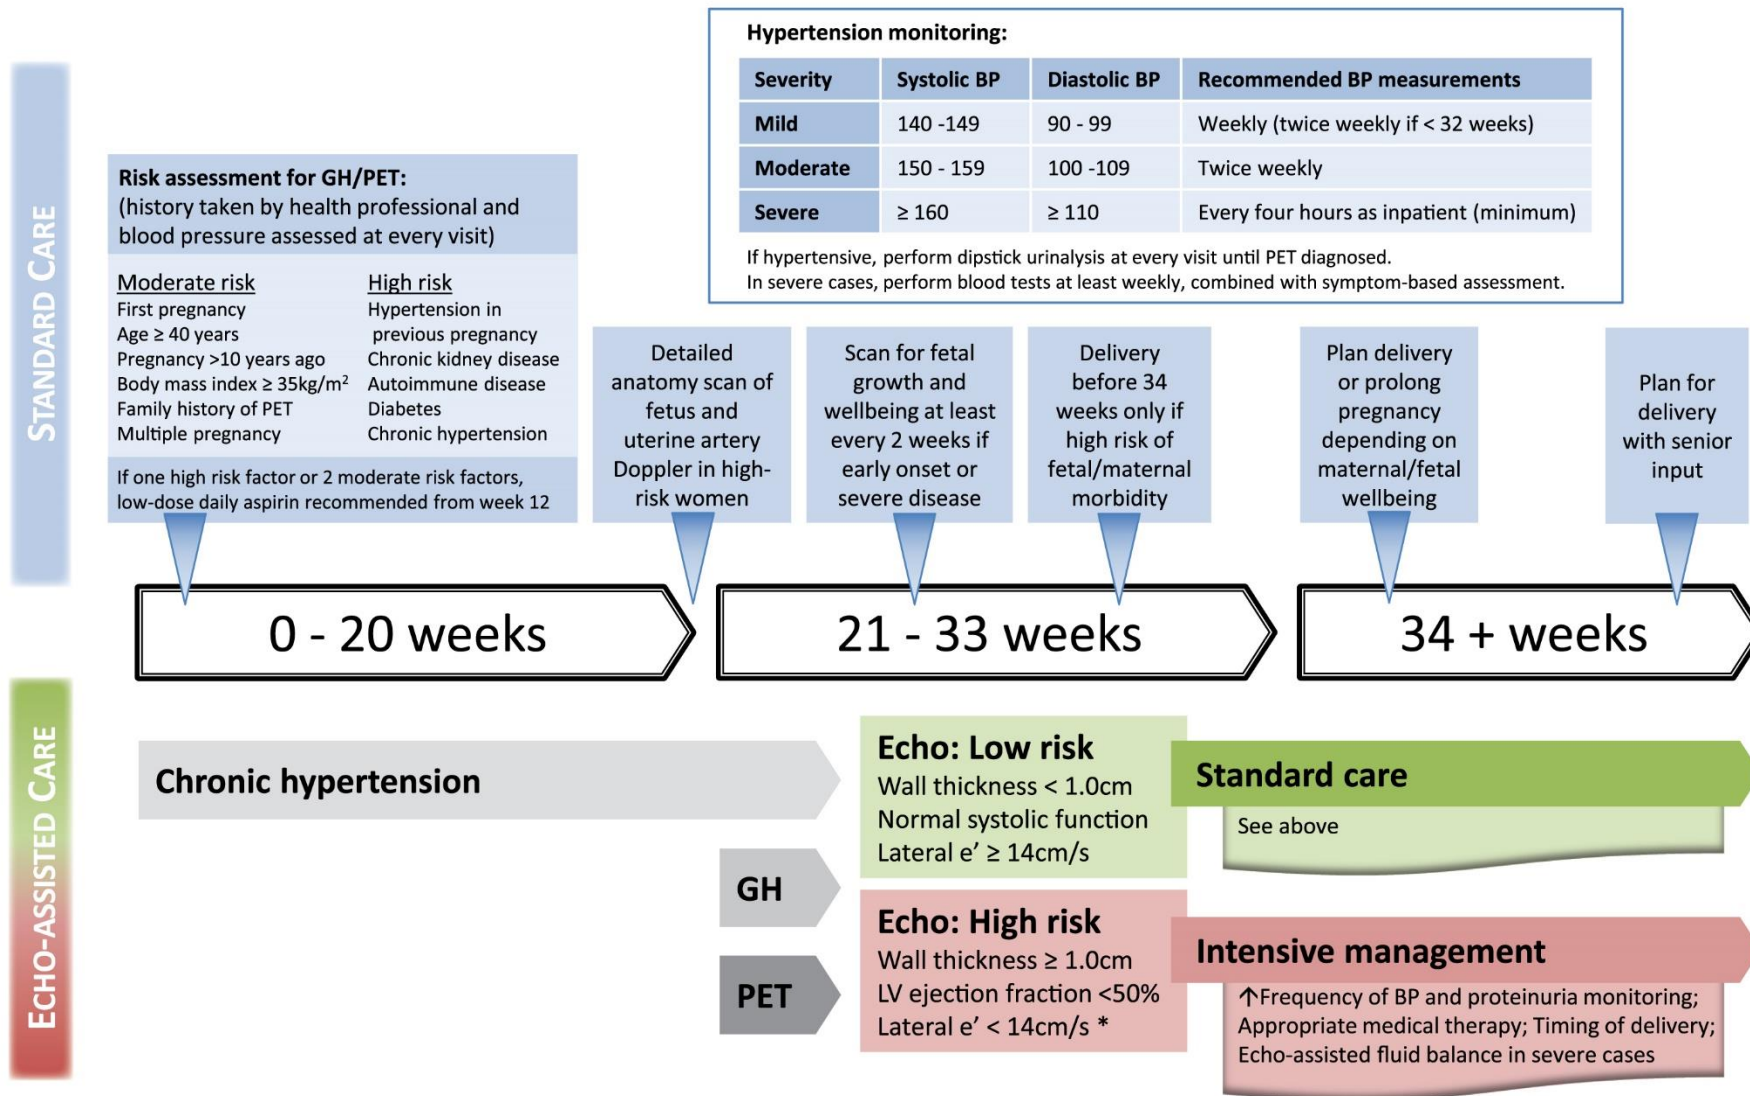 STANDARD CARE
Hypertension monitoring:
Severity Systolic BP Diastolic BP Recommended BP measurements
Mild 140 -149 90 - 99 Weekly (twice weekly if < 32 weeks)
Moderate 150 - 159 100 -109 Twice weekly
Severe ≥ 160 ≥ 110 Every four hours as inpatient (minimum)
If hypertensive, perform dipstick urinalysis at every visit until PET diagnosed.
In severe cases, perform blood tests at least weekly, combined with symptom-based assessment.
Risk assessment for GH/PET:
(history taken by health professional and
blood pressure assessed at every visit)
Moderate risk
First pregnancy
Age ≥ 40 years
Pregnancy >10 years ago
Body mass index ≥ 35kg/m²
Family history of PET
Multiple pregnancy
High risk
Hypertension in
previous pregnancy
Chronic kidney disease
Autoimmune disease
Diabetes
Chronic hypertension
If one high risk factor or 2 moderate risk factors,
low-dose daily aspirin recommended from week 12
Detailed
anatomy scan of
fetus and
uterine artery
Doppler in high-
risk women
Scan for fetal
growth and
wellbeing at least
every 2 weeks if
early onset or
severe disease
Delivery
before 34
weeks only if
high risk of
fetal/maternal
morbidity
Plan delivery
or prolong
pregnancy
depending on
maternal/fetal
wellbeing
Plan for
delivery
with senior
input
0 - 20 weeks
21 - 33 weeks
34 + weeks
ECHO-ASSISTED CARE
Chronic hypertension
GH
PET
Echo: Low risk
Wall thickness < 1.0cm
Normal systolic function
Lateral e’ ≥ 14cm/s
Standard care
See above
Echo: High risk
Wall thickness ≥ 1.0cm
LV ejection fraction <50%
Lateral e’ < 14cm/s *
Intensive management
↑Frequency of BP and proteinuria monitoring;
Appropriate medical therapy; Timing of delivery;
Echo-assisted fluid balance in severe cases